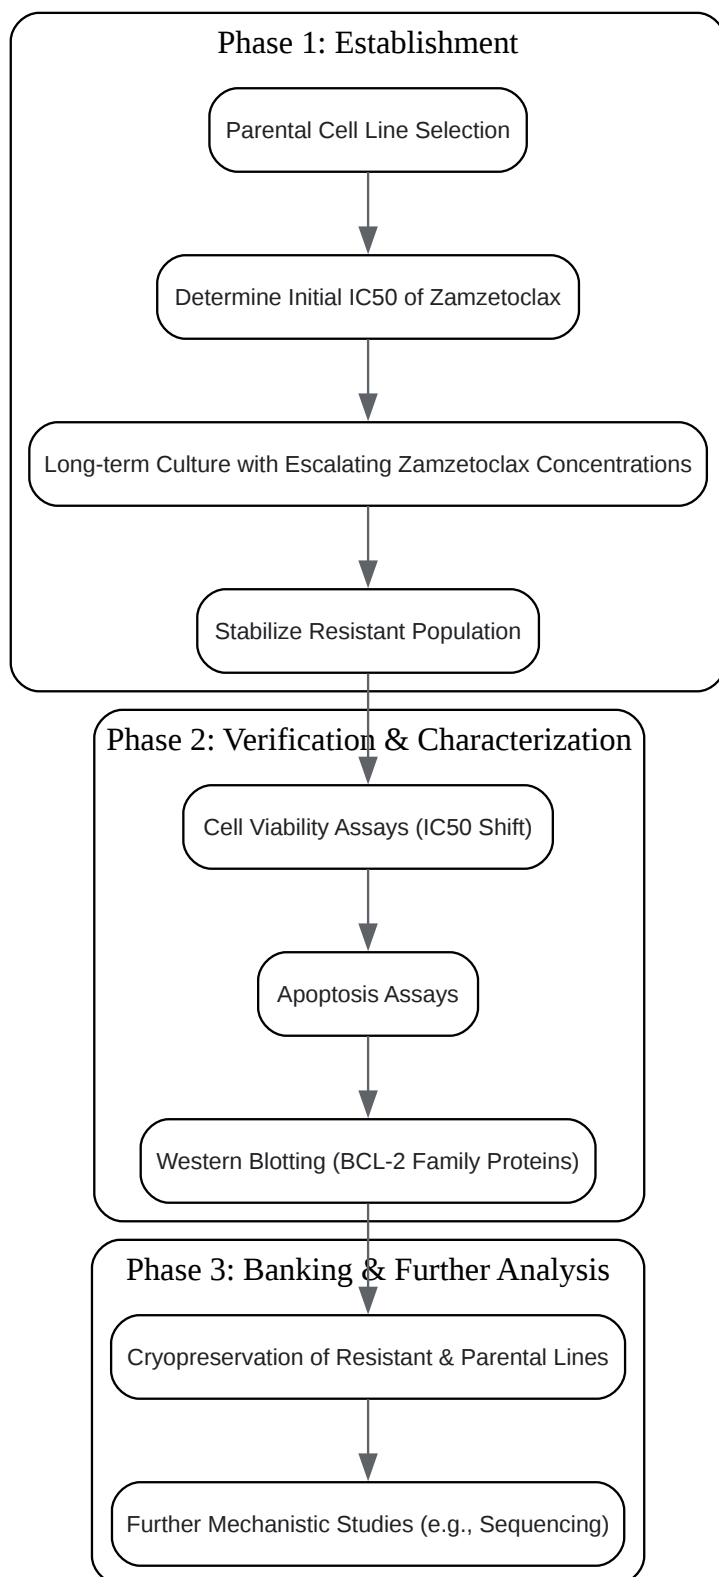 Phase 1: Establishment
Parental Cell Line Selection
Determine Initial IC50 of Zamzetoclax
Long-term Culture with Escalating Zamzetoclax Concentrations
Stabilize Resistant Population
Phase 2: Verification & Characterization
Cell Viability Assays (IC50 Shift)
Apoptosis Assays
Western Blotting (BCL-2 Family Proteins)
Phase 3: Banking & Further Analysis
Cryopreservation of Resistant & Parental Lines
Further Mechanistic Studies (e.g., Sequencing)